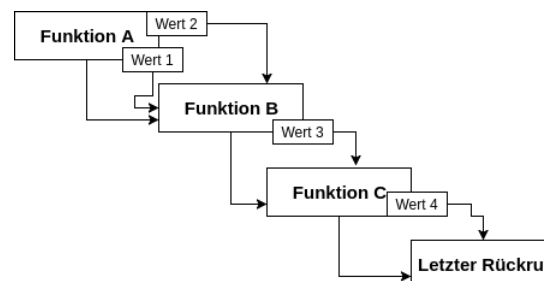 Wert 2
Funktion A
Wert 1
Funktion B
Wert 3
Funktion C
Wert 4
Letzter Rückru